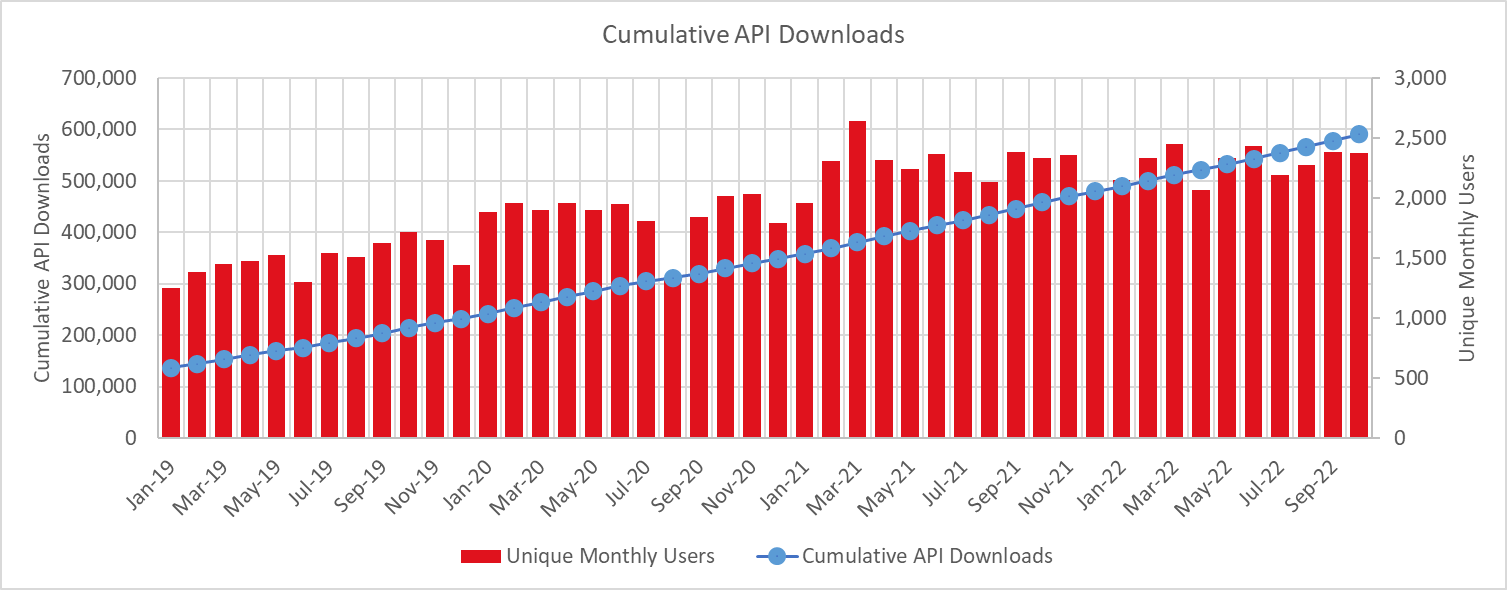 Cumulative API Downloads
Cumulative API Downloads
700,000
600,000
500,000
400,000
300,000
200,000
100,000
0
3,000
2,500
2,000
1,500
1,000
500
0
Unique Monthly Users
Jan-19
Mar-19
May-19
Jul-19
Sep-19
Nov-19
Jan-20
Mar-20
May-20
Jul-20
Sep-20
Nov-20
Jan-21
Mar-21
May-21
Jul-21
Sep-21
Nov-21
Jan-22
Mar-22
May-22
Jul-22
Sep-22
Unique Monthly Users
Cumulative API Downloads